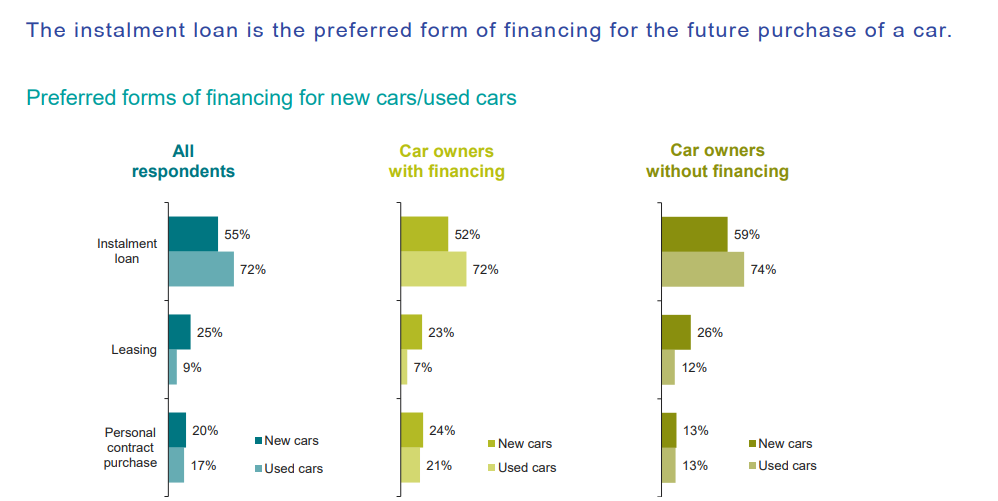 The instalment loan is the preferred form of financing for the future purchase of a car.
Preferred forms of financing for new cars/used cars
All
respondents
Car owners
with financing
Car owners
without financing
Instalment
loan
55%
72%
52%
72%
59%
74%
Leasing
25%
9%
23%
7%
26%
12%
Personal
contract
purchase
20%
17%
24%
21%
13%
13%
New cars
Used cars
New cars
Used cars
New cars
Used cars